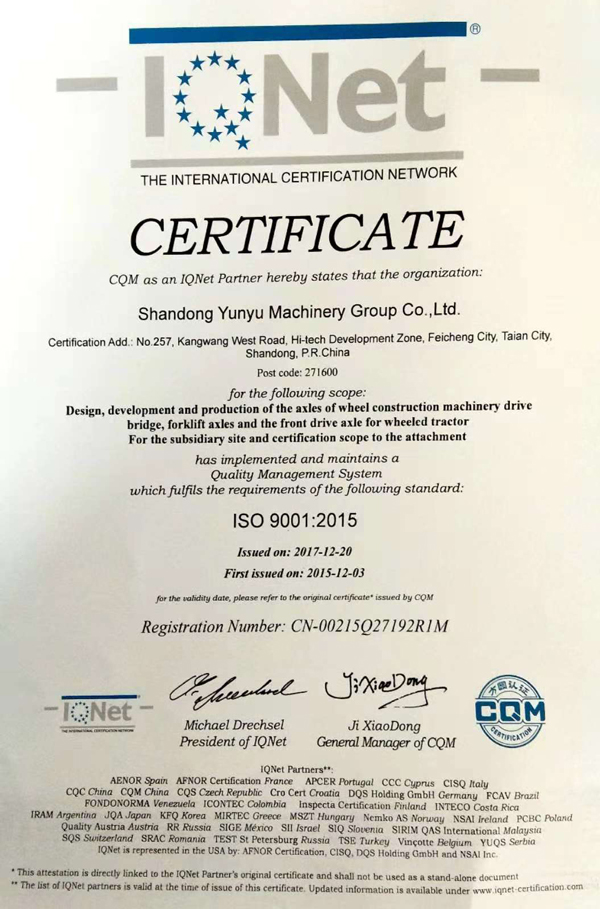 IQNet®
THE INTERNATIONAL CERTIFICATION NETWORK
CERTIFICATE
CQM as an IQNet Partner hereby states that the organization:
Shandong Yunyu Machinery Group Co.,Ltd.
Certification Add.: No.257, Kangwang West Road, Hi-tech Development Zone, Feicheng City, Taian City,
Shandong, P.R.China
Post code: 271600
for the following scope:
Design, development and production of the axles of wheel construction machinery drive
bridge, forklift axles and the front drive axle for wheeled tractor
For the subsidiary site and certification scope to the attachment
has implemented and maintains a
Quality Management System
which fulfils the requirements of the following standard:
ISO 9001:2015
Issued on: 2017-12-20
First issued on: 2015-12-03
for the validity date, please refer to the original certificate* issued by CQM
Registration Number: CN-00215Q27192R1M
Ji XiaoDong
IQNet
THE INTERNATIONAL CERTIFICATION NETWORK
Michael Drechsel
President of IQNet
Ji XiaoDong
General Manager of CQM
方圆认证
CQM
CERTIFICATION
IQNet Partners**:
AENOR Spain AFNOR Certification France APCER Portugal CCC Cyprus CISQ Italy
CQC China CQM China CQS Czech Republic Cro Cert Croatia DQS Holding GmbH Germany FCAV Brazil
FONDONORMA Venezuela ICONTEC Colombia Inspecta Certification Finland INTECO Costa Rica
IRAM Argentina JQA Japan KFQ Korea MIRTEC Greece MSZT Hungary Nemko AS Norway NSAI Ireland PCBC Poland
Quality Austria Austria RR Russia SIGE México SII Israel SIQ Slovenia SIRIM QAS International Malaysia
SQS Switzerland SRAC Romania TEST St Petersburg Russia TSE Turkey Vinçotte Belgium YUQS Serbia
IQNet is represented in the USA by: AFNOR Certification, CISQ, DQS Holding GmbH and NSAI Inc.
* This attestation is directly linked to the IQNet Partner's original certificate and shall not be used as a stand-alone document
** The list of IQNet partners is valid at the time of issue of this certificate. Updated information is available under www.iqnet-certification.com